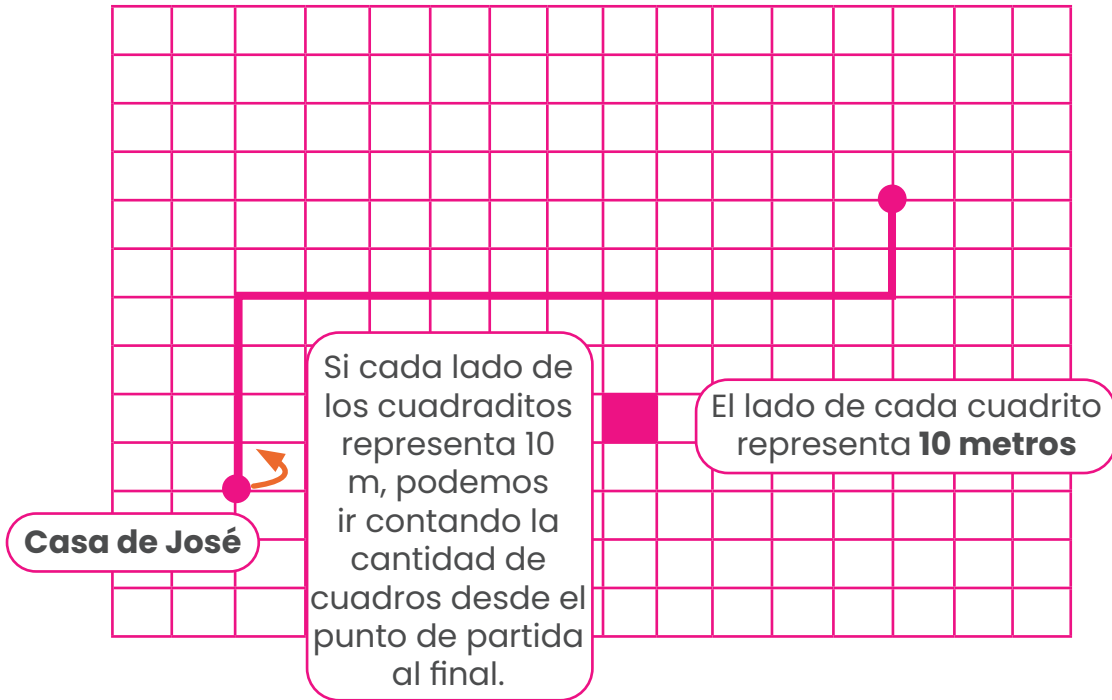 Si cada lado de
los cuadraditos
representa 10
m, podemos
ir contando la
cantidad de
cuadros desde el
punto de partida
al final.
El lado de cada cuadrito
representa 10 metros
Casa de José